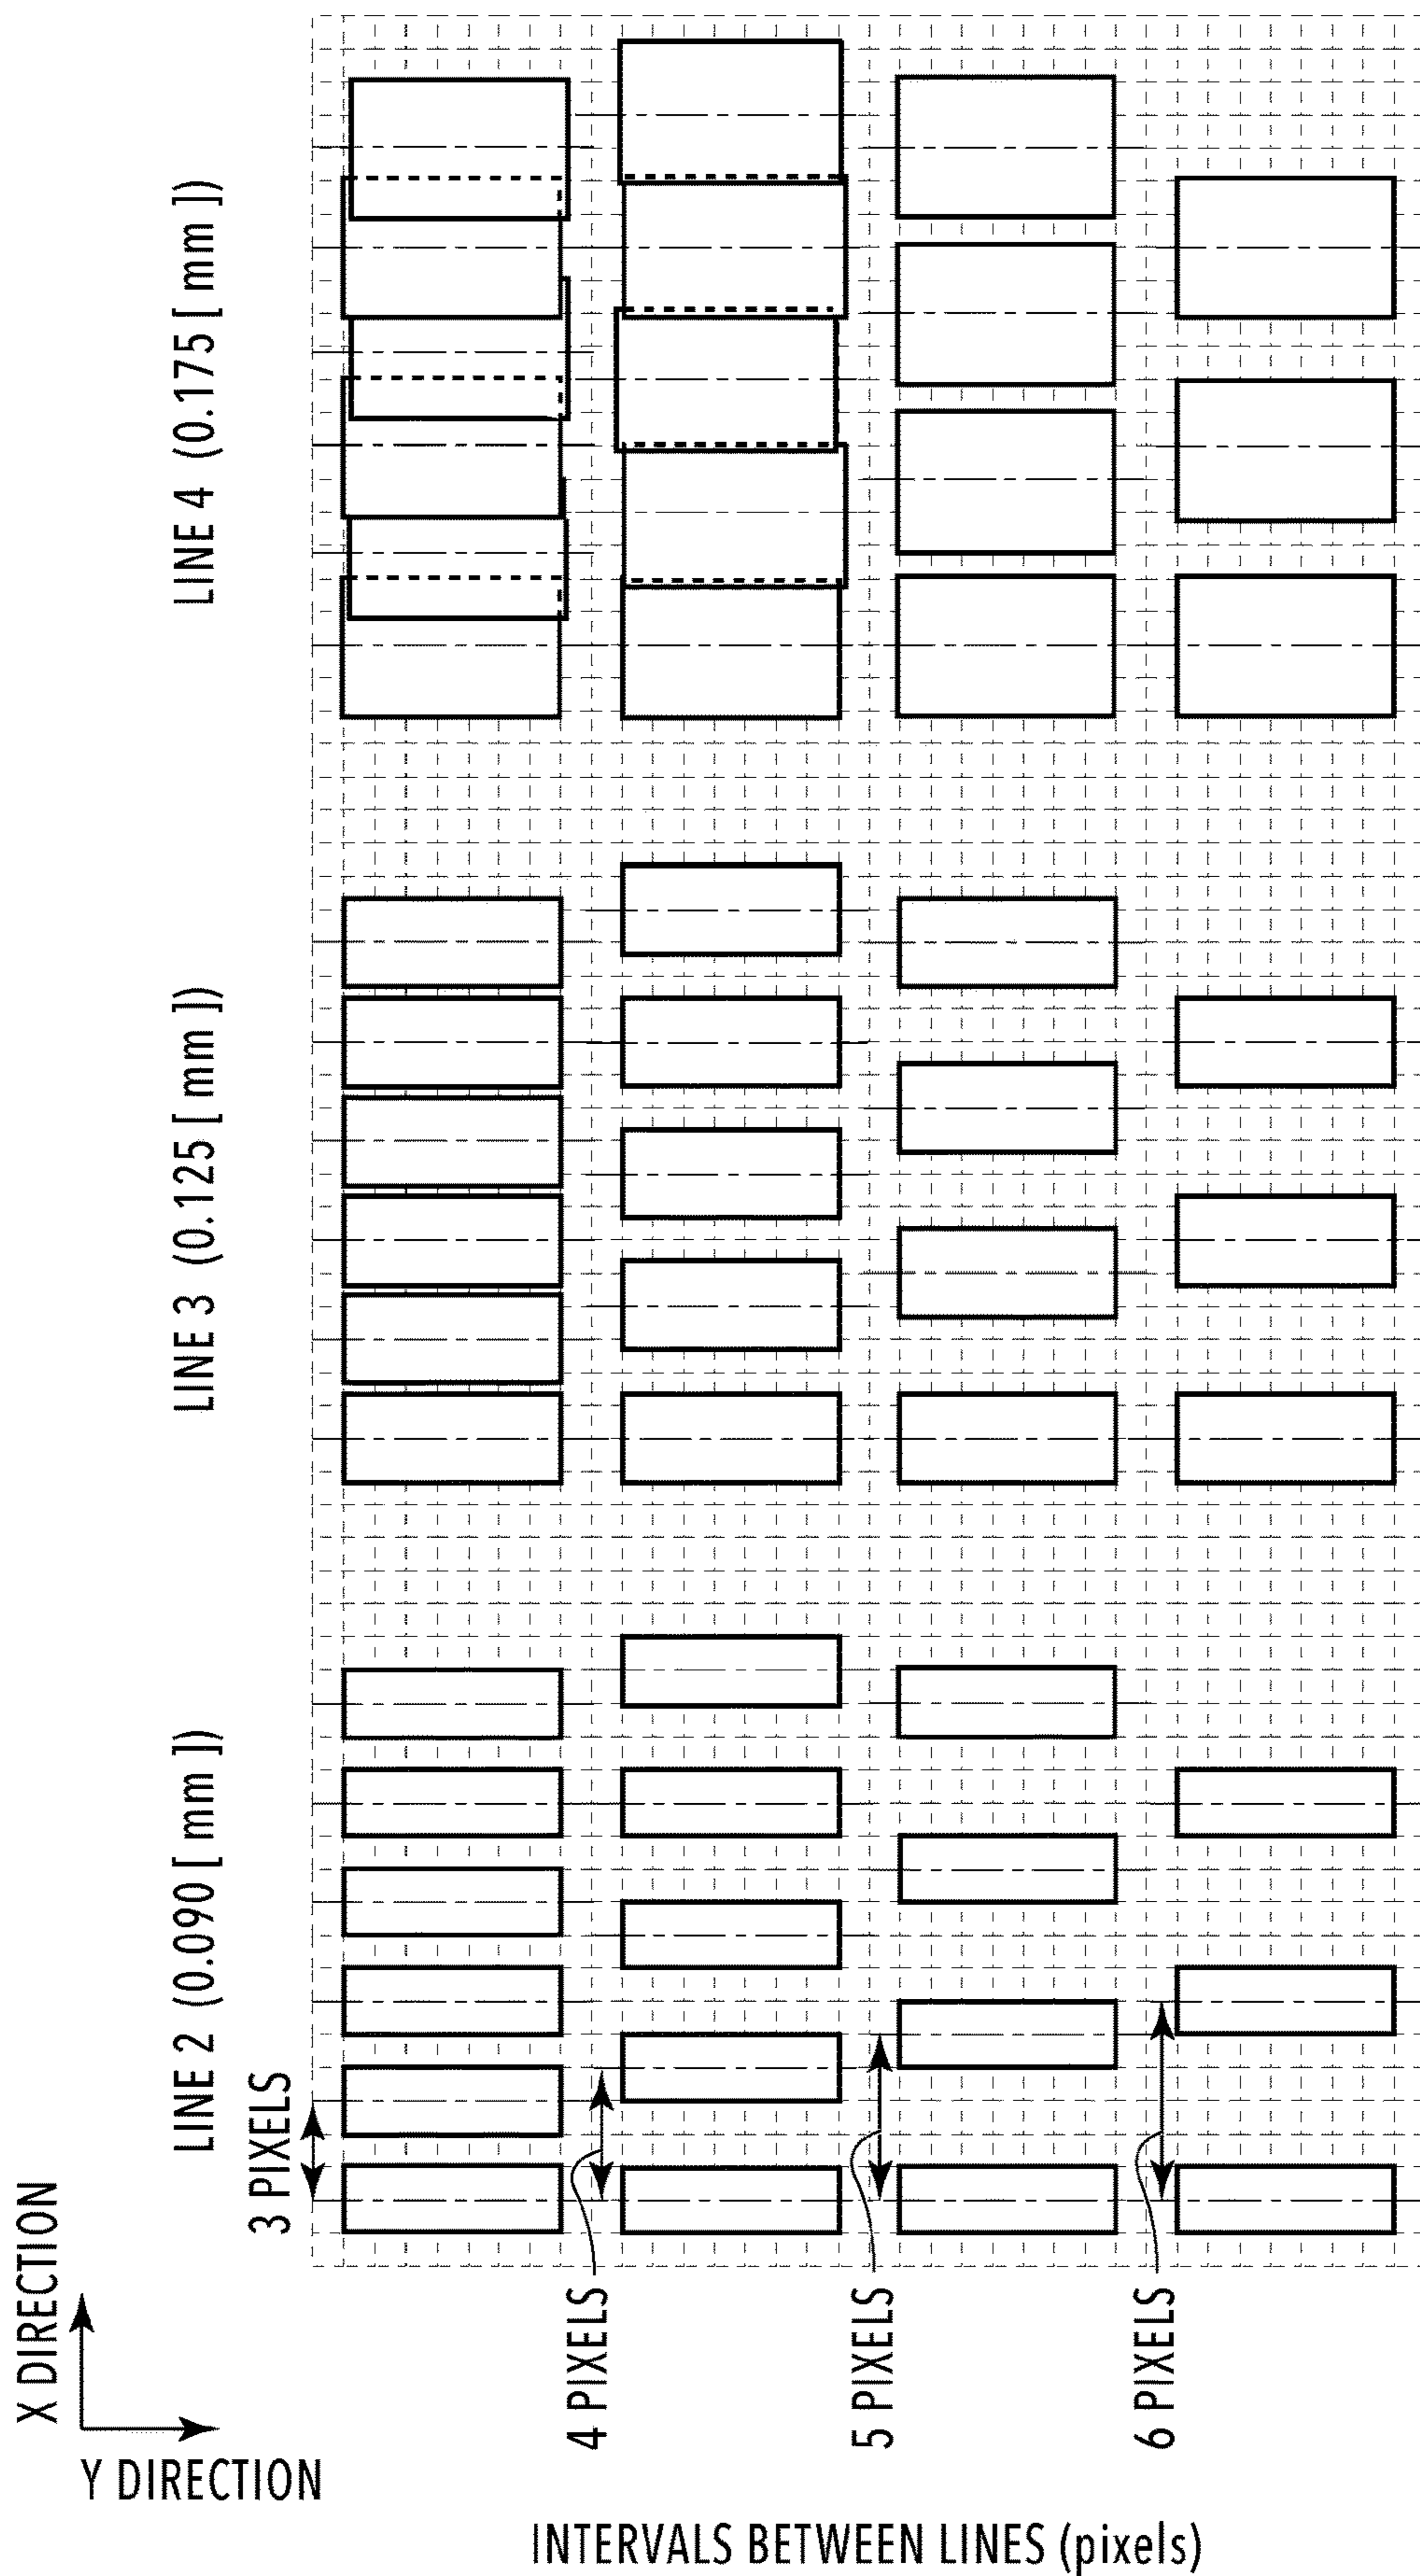 X DIRECTION
Y DIRECTION
LINE 2 (0.090 [ mm ])
LINE 3 (0.125 [ mm ])
LINE 4 (0.175 [ mm ])
3 PIXELS
4 PIXELS
5 PIXELS
6 PIXELS
INTERVALS BETWEEN LINES (pixels)